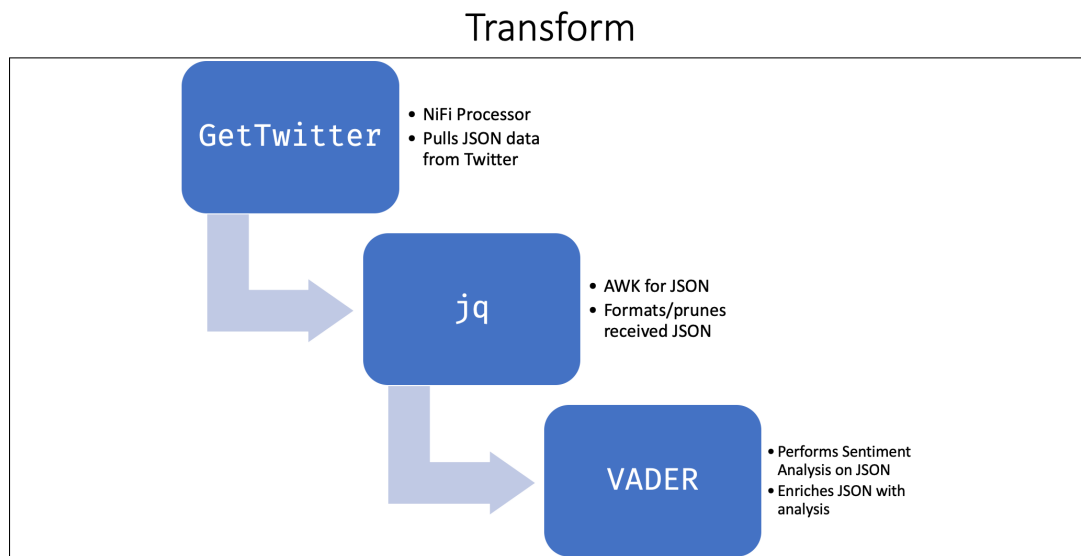 Transform
GetTwitter
• NiFi Processor
• Pulls JSON data
from Twitter
jq
• AWK for JSON
• Formats/prunes
received JSON
VADER
• Performs Sentiment
Analysis on JSON
• Enriches JSON with
analysis